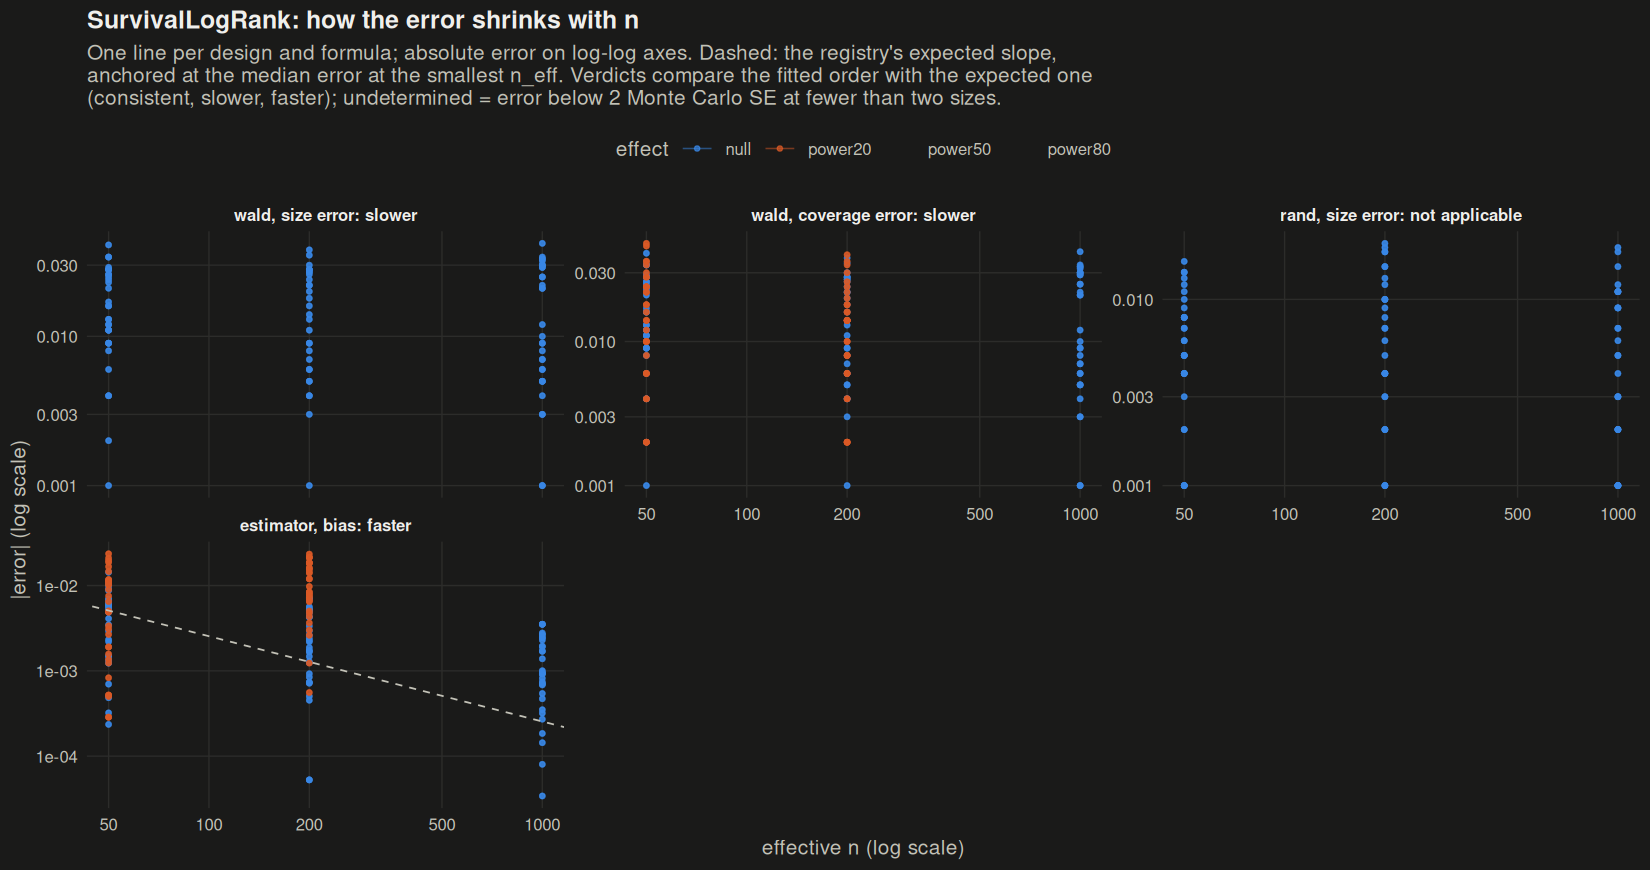 SurvivalLogRank: how the error shrinks with n
One line per design and formula; absolute error on log-log axes. Dashed: the registry's expected slope,
anchored at the median error at the smallest n_eff. Verdicts compare the fitted order with the expected one
(consistent, slower, faster); undetermined = error below 2 Monte Carlo SE at fewer than two sizes.
effect null power20 power50 power80
wald, size error: slower
0.030
0.010
0.003
0.001
wald, coverage error: slower
0.030
0.010
0.003
0.001
50 100 200 500 1000
rand, size error: not applicable
0.010
0.003
0.001
50 100 200 500 1000
estimator, bias: faster
1e-02
1e-03
1e-04
50 100 200 500 1000
|error| (log scale)
effective n (log scale)